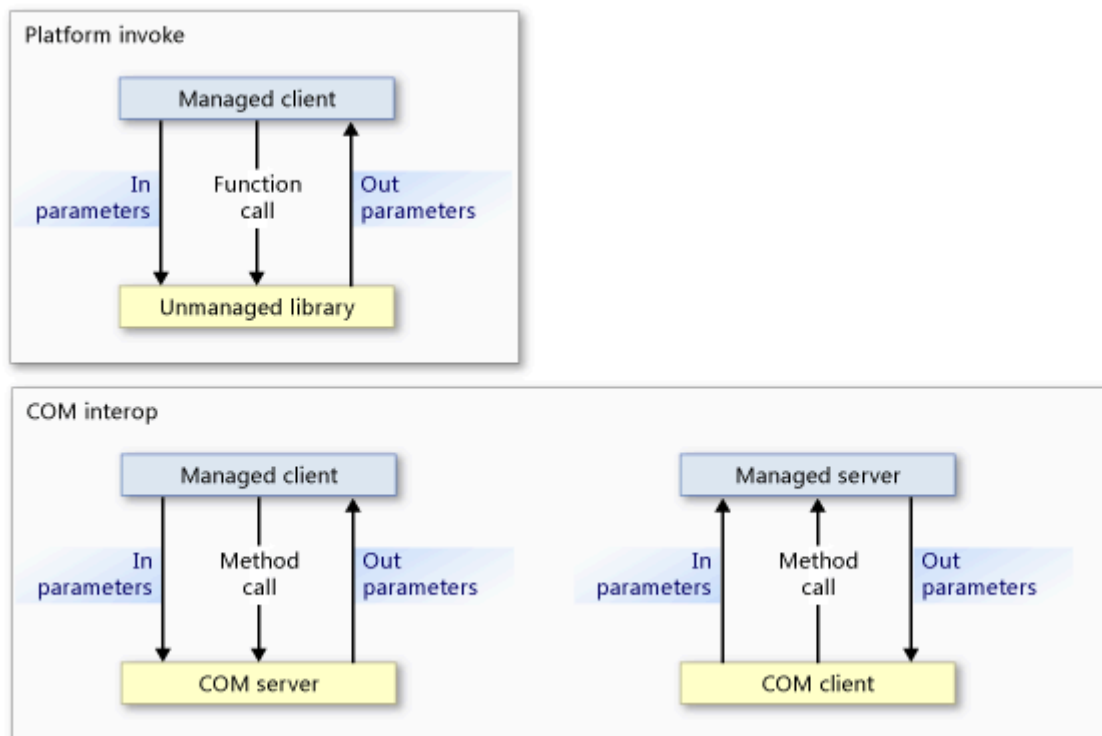 Platform invoke
Managed client
In
parameters
Function
call
Out
parameters
Unmanaged library
COM interop
Managed client
In
parameters
Method
call
Out
parameters
COM server
Managed server
In
parameters
Method
call
Out
parameters
COM client